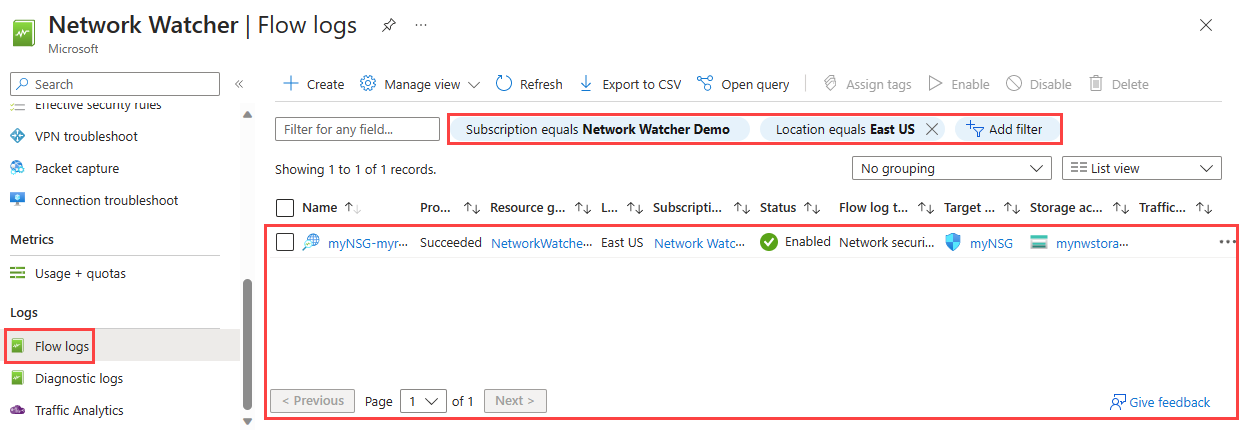 Network Watcher | Flow logs
Microsoft
Search
Effective security rules
VPN troubleshoot
Packet capture
Connection troubleshoot
Metrics
Usage + quotas
Logs
Flow logs
Diagnostic logs
Traffic Analytics
Create Manage view Refresh Export to CSV Open query Assign tags Enable Disable Delete
Filter for any field... Subscription equals Network Watcher Demo Location equals East US Add filter
Showing 1 to 1 of 1 records. No grouping List view
Name Pro... Resource g... L... Subscripti... Status Flow log t... Target ... Storage ac... Traffic...
myNSG-myr... Succeeded NetworkWatche... East US Network Watc... Enabled Network securi... myNSG mynwstora...
< Previous Page 1 of 1 Next >
Give feedback